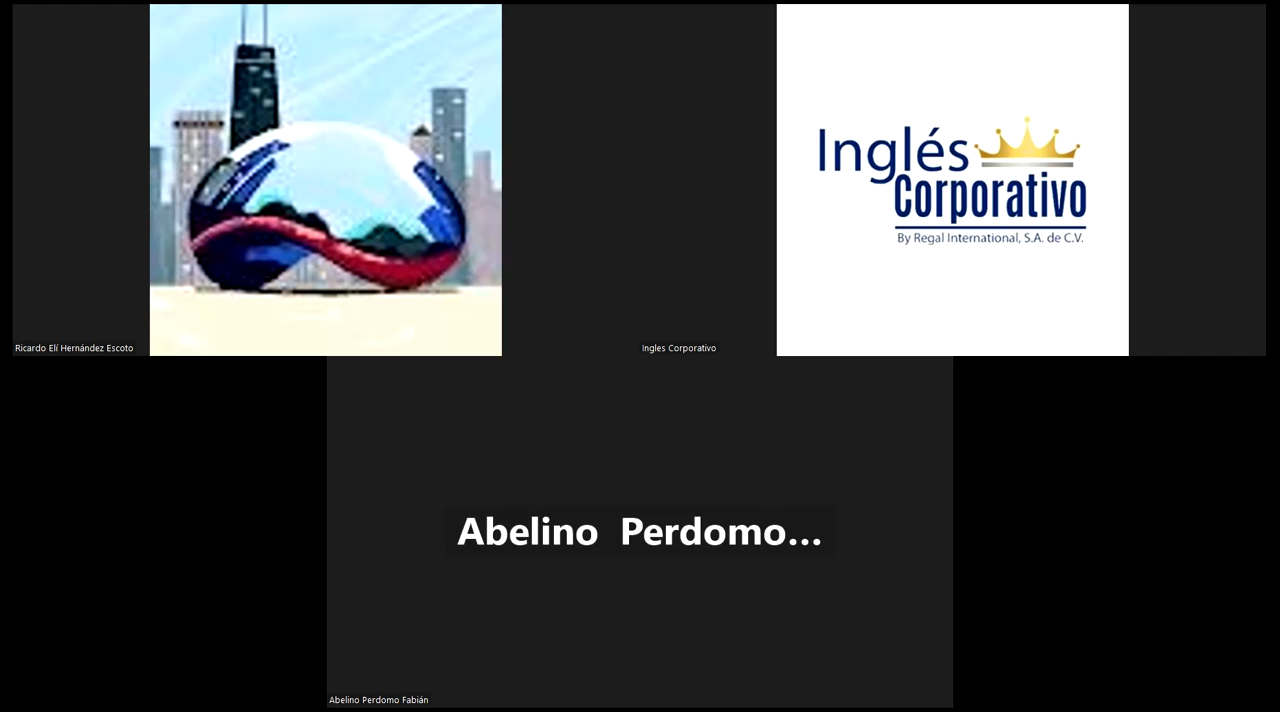 Inglés
Corporativo
By Regal International, S.A. de C.V.
Ricardo Elí Hernández Escoto
Ingles Corporativo
Abelino Perdomo...
Abelino Perdomo Fabián